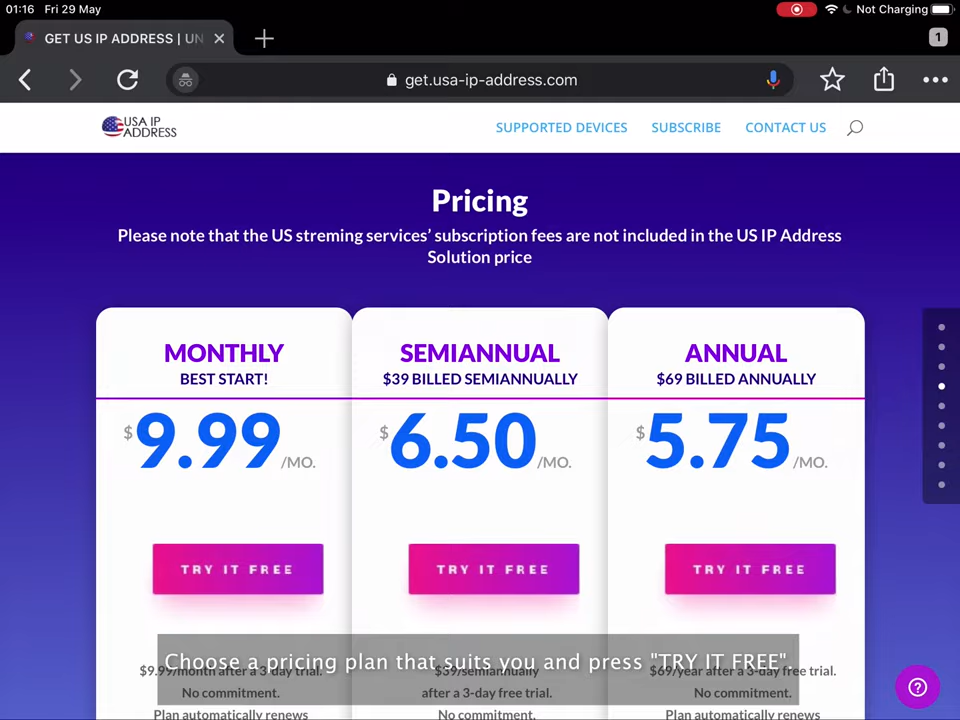 01:16 Fri 29 May
Not Charging
GET US IP ADDRESS | UN
1
get.usa-ip-address.com
USA IP
ADDRESS
SUPPORTED DEVICES SUBSCRIBE CONTACT US
Pricing
Please note that the US streming services’ subscription fees are not included in the US IP Address
Solution price
MONTHLY
BEST START!
$9.99/MO.
TRY IT FREE
$9.99/month after a 3-day trial.
No commitment.
Plan automatically renews
SEMIANNUAL
$39 BILLED SEMIANNUALLY
$6.50/MO.
TRY IT FREE
$39/semiannually
after a 3-day free trial.
No commitment.
ANNUAL
$69 BILLED ANNUALLY
$5.75/MO.
TRY IT FREE
$69/year after a 3-day free trial.
No commitment.
Plan automatically renews
Choose a pricing plan that suits you and press "TRY IT FREE".